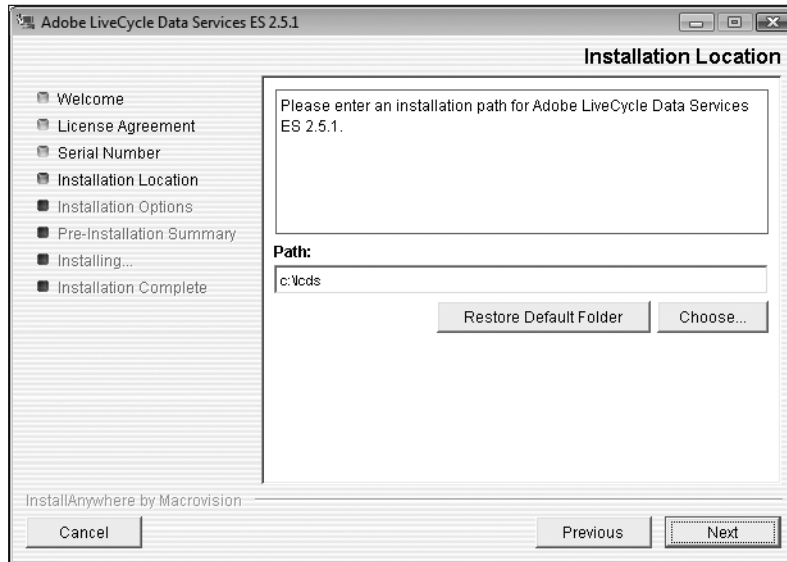 Adobe LiveCycle Data Services ES 2.5.1
Installation Location
Welcome
License Agreement
Serial Number
Installation Location
Installation Options
Pre-Installation Summary
Installing...
Installation Complete
Please enter an installation path for Adobe LiveCycle Data Services
ES 2.5.1.
Path:
c:\lcds
Restore Default Folder
Choose...
InstallAnywhere by Macrovision
Cancel
Previous
Next